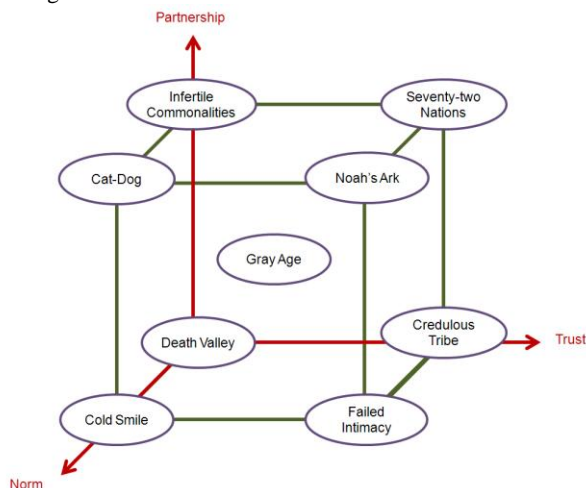 Partnership
Infertile
Commonalities
Seventy-two
Nations
Cat-Dog
Noah's Ark
Gray Age
Death Valley
Credulous
Tribe
Trust
Cold Smile
Failed
Intimacy
Norm